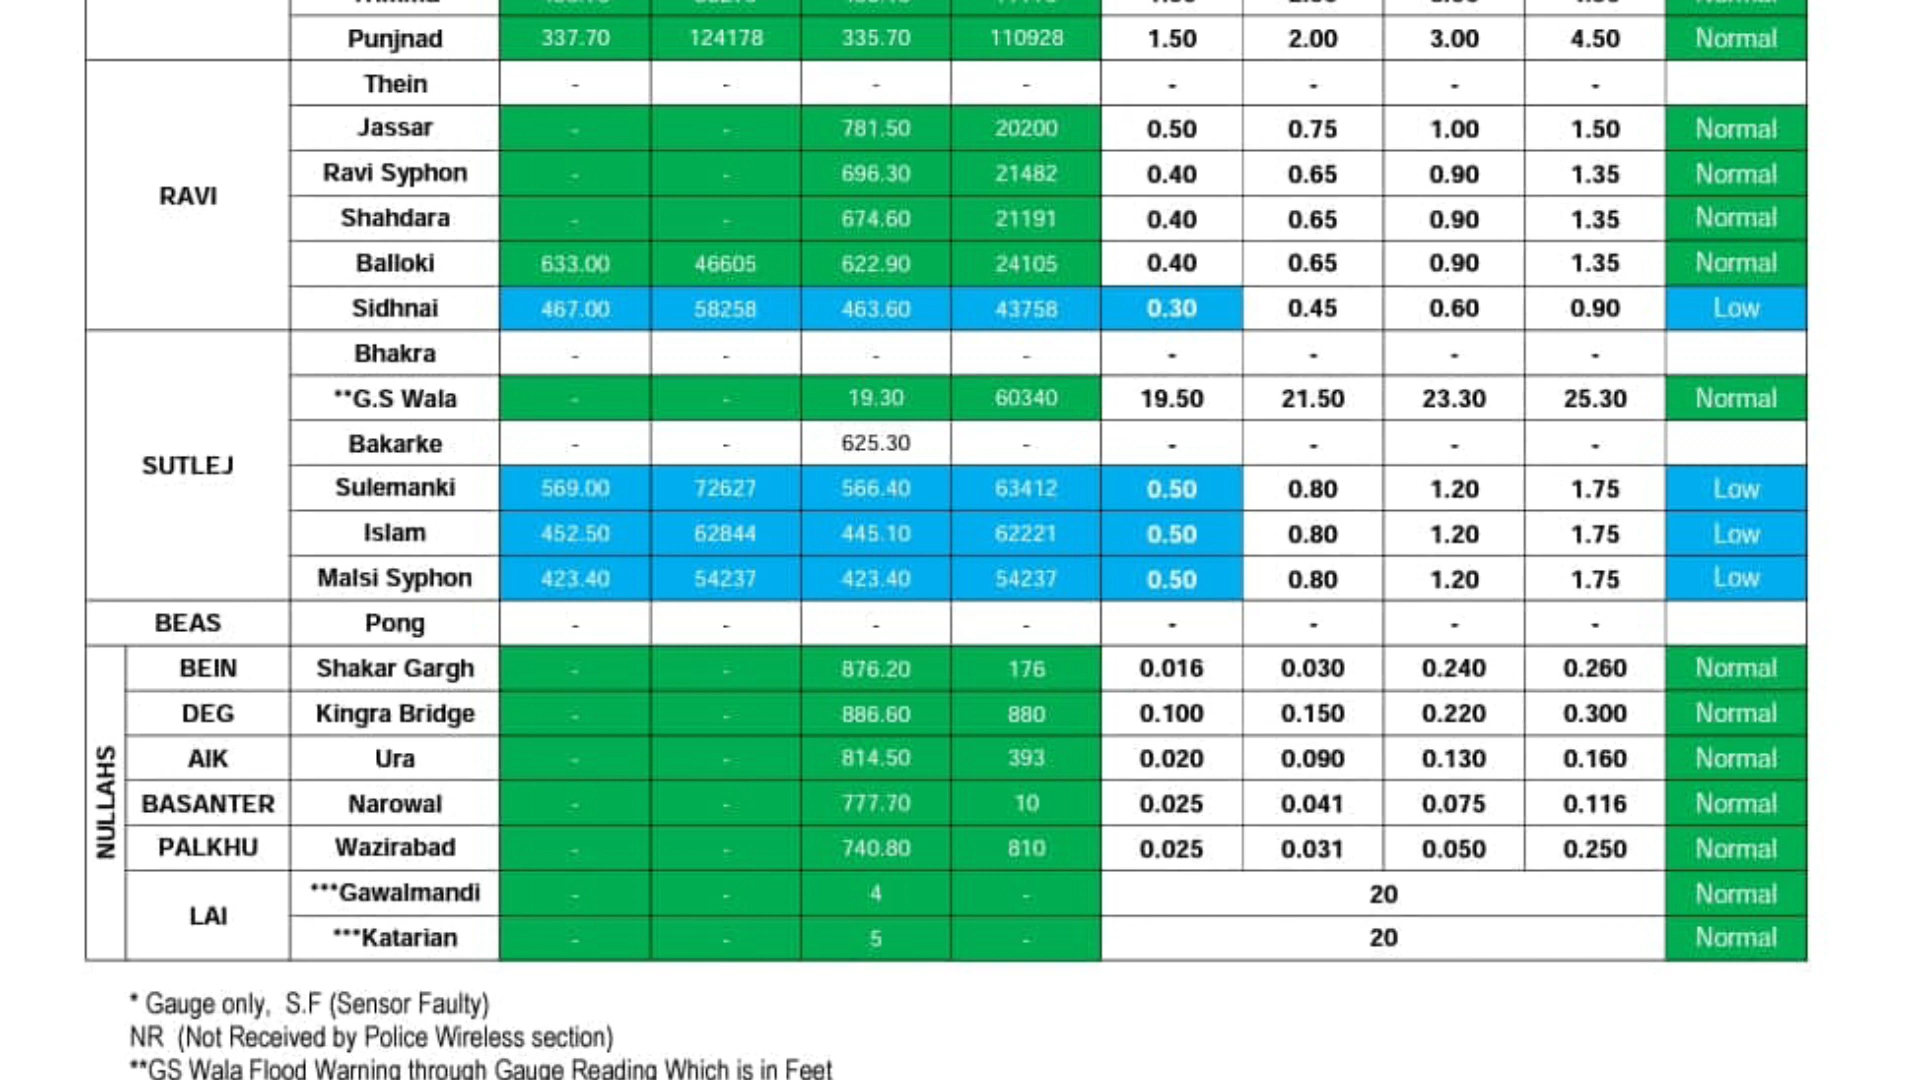 Punjnad 337.70 124178 335.70 110928 1.50 2.00 3.00 4.50 Normal
RAVI
Thein - - - - - - - -
Jassar - - 781.50 20200 0.50 0.75 1.00 1.50 Normal
Ravi Syphon - - 696.30 21482 0.40 0.65 0.90 1.35 Normal
Shahdara - - 674.60 21191 0.40 0.65 0.90 1.35 Normal
Balloki 633.00 46605 622.90 24105 0.40 0.65 0.90 1.35 Normal
Sidhnai 467.00 58258 463.60 43758 0.30 0.45 0.60 0.90 Low
SUTLEJ
Bhakra - - - - - - - -
**G.S Wala - - 19.30 60340 19.50 21.50 23.30 25.30 Normal
Bakarke - - 625.30 - - - - -
Sulemanki 569.00 72627 566.40 63412 0.50 0.80 1.20 1.75 Low
Islam 452.50 62844 445.10 62221 0.50 0.80 1.20 1.75 Low
Malsi Syphon 423.40 54237 423.40 54237 0.50 0.80 1.20 1.75 Low
BEAS Pong - - - - - - - -
NULLAHS
BEIN Shakar Gargh - - 876.20 176 0.016 0.030 0.240 0.260 Normal
DEG Kingra Bridge - - 886.60 880 0.100 0.150 0.220 0.300 Normal
AIK Ura - - 814.50 393 0.020 0.090 0.130 0.160 Normal
BASANTER Narowal - - 777.70 10 0.025 0.041 0.075 0.116 Normal
PALKHU Wazirabad - - 740.80 810 0.025 0.031 0.050 0.250 Normal
LAI
***Gawalmandi - - 4 - 20 Normal
***Katarian - - 5 - 20 Normal
* Gauge only, S.F (Sensor Faulty)
NR (Not Received by Police Wireless section)
**GS Wala Flood Warning through Gauge Reading Which is in Feet